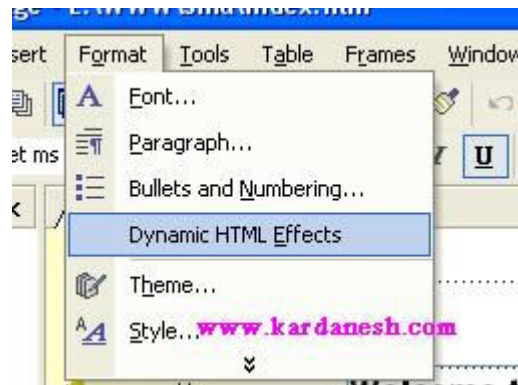 Format Tools Table Frames Window
Font...
U
et ms
Paragraph...
Bullets and Numbering...
Dynamic HTML Effects
Theme...
Style...
www.kardanesh.com